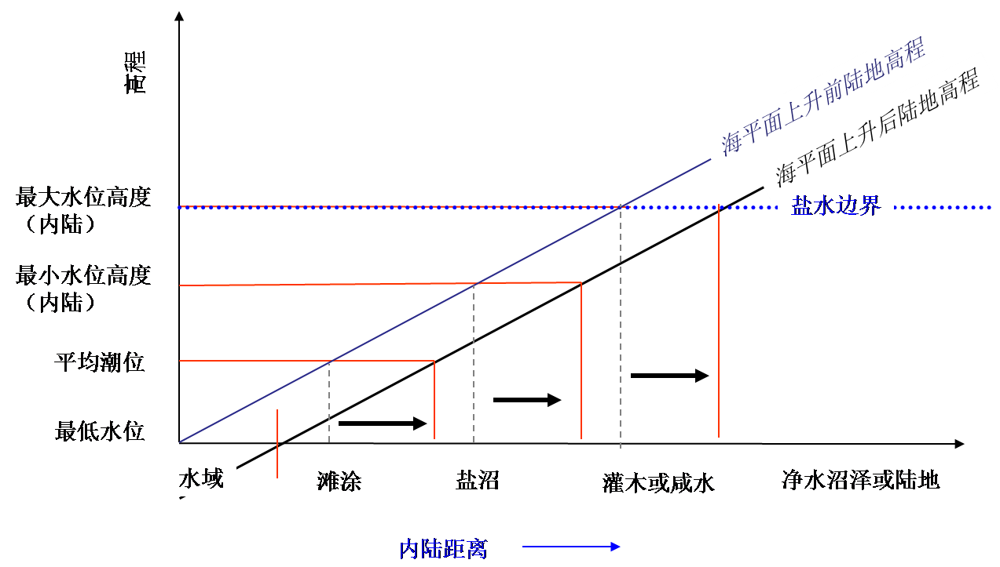 高程
海平面上升前陆地高程
海平面上升后陆地高程
最大水位高度
（内陆）
盐水边界
最小水位高度
（内陆）
平均潮位
最低水位
水域
滩涂
盐沼
灌木或咸水
净水沼泽或陆地
内陆距离